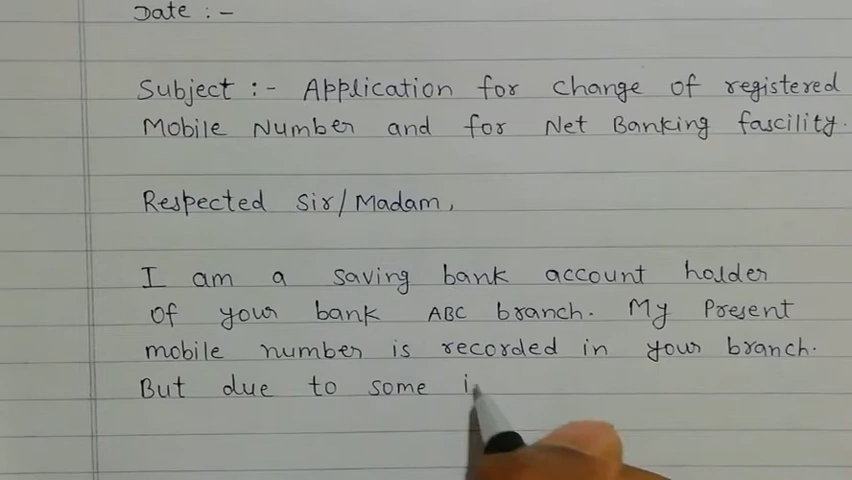 Date :-
Subject :- Application for change of registered
Mobile Number and for Net Banking fascility.
Respected Sir/Madam,
I am a saving bank account holder
of your bank ABC branch. My Present
mobile number is recorded in your branch.
But due to some i